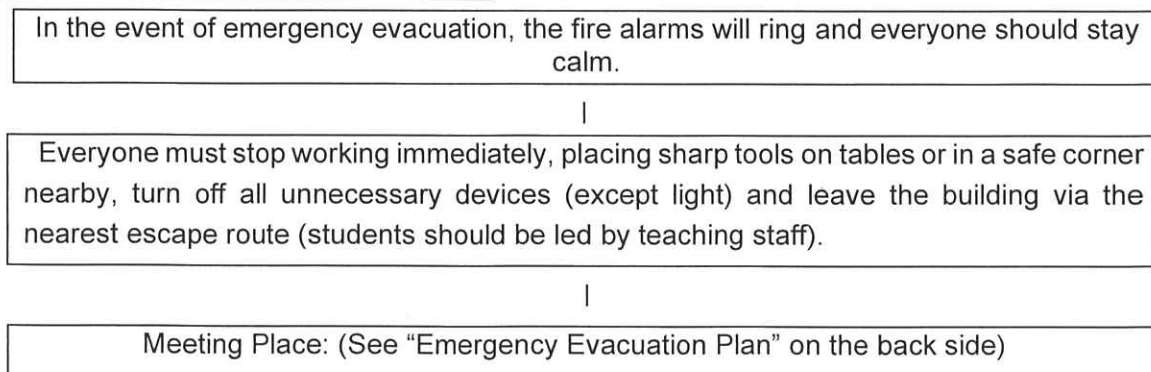 In the event of emergency evacuation, the fire alarms will ring and everyone should stay
calm.
Everyone must stop working immediately, placing sharp tools on tables or in a safe corner
nearby, turn off all unnecessary devices (except light) and leave the building via the
nearest escape route (students should be led by teaching staff).
Meeting Place: (See “Emergency Evacuation Plan” on the back side)